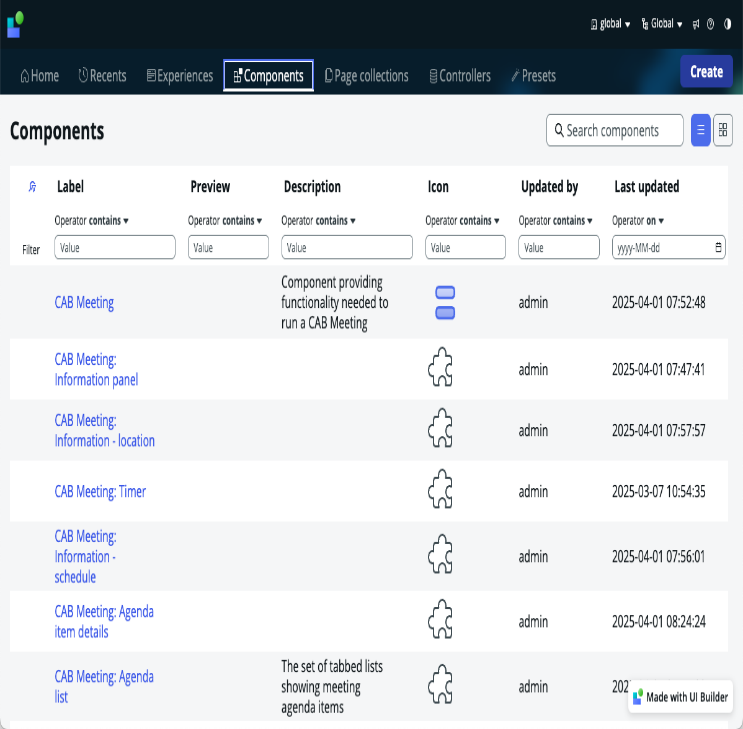 global ▾ Global ▾
Home Recents Experiences Components Page collections Controllers Presets Create
Components
Search components
Label Preview Description Icon Updated by Last updated
Operator contains ▾ Operator contains ▾ Operator contains ▾ Operator contains ▾ Operator contains ▾ Operator on ▾
Filter Value Value Value Value Value yyyy-MM-dd
Component providing
CAB Meeting functionality needed to admin 2025-04-01 07:52:48
run a CAB Meeting
CAB Meeting:
Information panel admin 2025-04-01 07:47:41
CAB Meeting:
Information - location admin 2025-04-01 07:57:57
CAB Meeting: Timer admin 2025-03-07 10:54:35
CAB Meeting:
Information - admin 2025-04-01 07:56:01
schedule
CAB Meeting: Agenda
item details admin 2025-04-01 08:24:24
The set of tabbed lists
CAB Meeting: Agenda showing meeting admin 202
list agenda items
Made with UI Builder